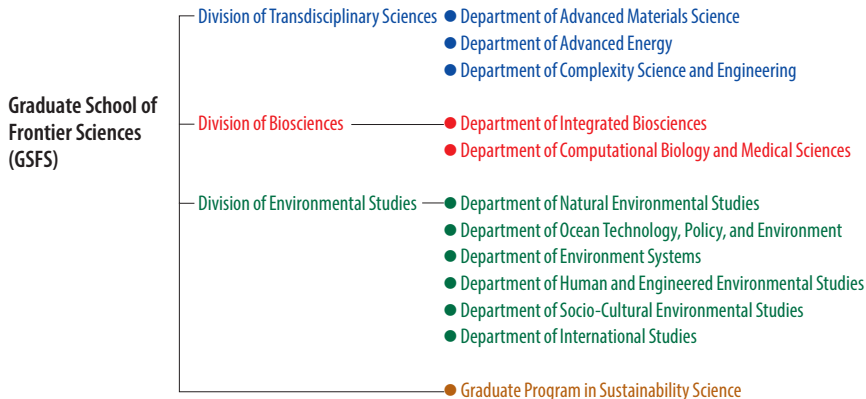 Division of Transdisciplinary Sciences
Department of Advanced Materials Science
Department of Advanced Energy
Department of Complexity Science and Engineering
Graduate School of
Frontier Sciences
(GSFS)
Division of Biosciences
Department of Integrated Biosciences
Department of Computational Biology and Medical Sciences
Division of Environmental Studies
Department of Natural Environmental Studies
Department of Ocean Technology, Policy, and Environment
Department of Environment Systems
Department of Human and Engineered Environmental Studies
Department of Socio-Cultural Environmental Studies
Department of International Studies
Graduate Program in Sustainability Science